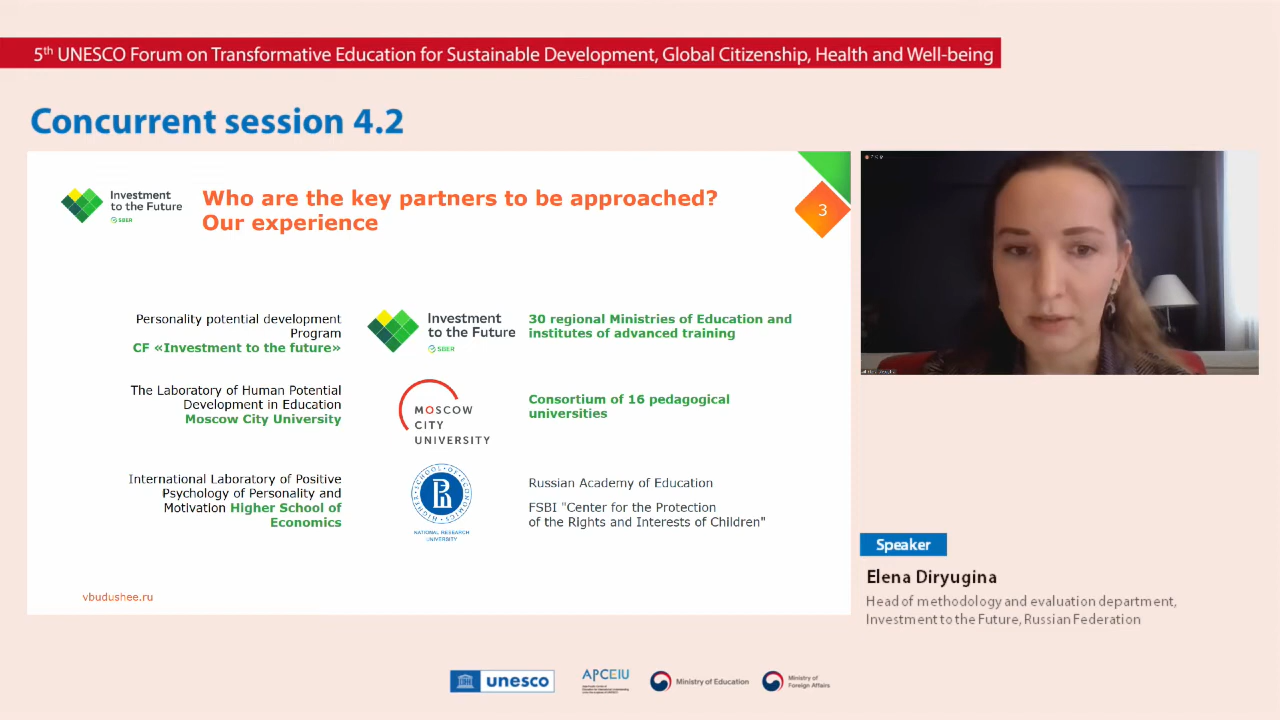 5th UNESCO Forum on Transformative Education for Sustainable Development, Global Citizenship, Health and Well-being
Concurrent session 4.2
Investment
to the Future
SBER
Who are the key partners to be approached?
Our experience
3
Personality potential development
Program
CF «Investment to the future»
Investment
to the Future
SBER
30 regional Ministries of Education and
institutes of advanced training
The Laboratory of Human Potential
Development in Education
Moscow City University
MOSCOW
CITY
UNIVERSITY
Consortium of 16 pedagogical
universities
International Laboratory of Positive
Psychology of Personality and
Motivation Higher School of
Economics
HIGHER SCHOOL OF ECONOMICS
NATIONAL RESEARCH
UNIVERSITY
Russian Academy of Education
FSBI "Center for the Protection
of the Rights and Interests of Children"
vbudushee.ru
Speaker
Elena Diryugina
Head of methodology and evaluation department,
Investment to the Future, Russian Federation
unesco
APCEIU
Ministry of Education
Ministry of
Foreign Affairs